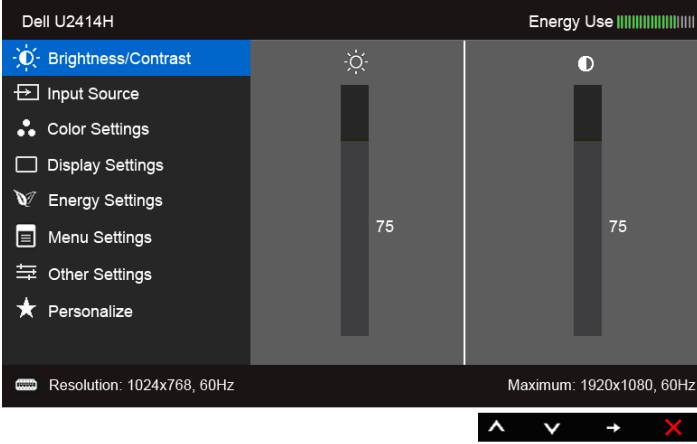 Dell U2414H
Energy Use
Brightness/Contrast
Input Source
Color Settings
Display Settings
Energy Settings
Menu Settings
Other Settings
Personalize
75
75
Resolution: 1024x768, 60Hz
Maximum: 1920x1080, 60Hz